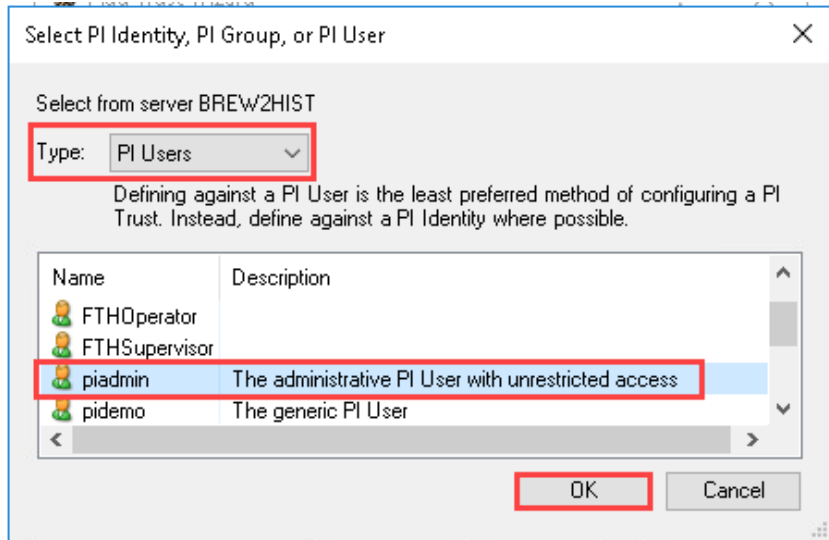 Select PI Identity, PI Group, or PI User
Select from server BREW2HIST
Type: PI Users
Defining against a PI User is the least preferred method of configuring a PI
Trust. Instead, define against a PI Identity where possible.
Name Description
FTHOperator
FTHSupervisor
piadmin The administrative PI User with unrestricted access
pidemo The generic PI User
OK Cancel